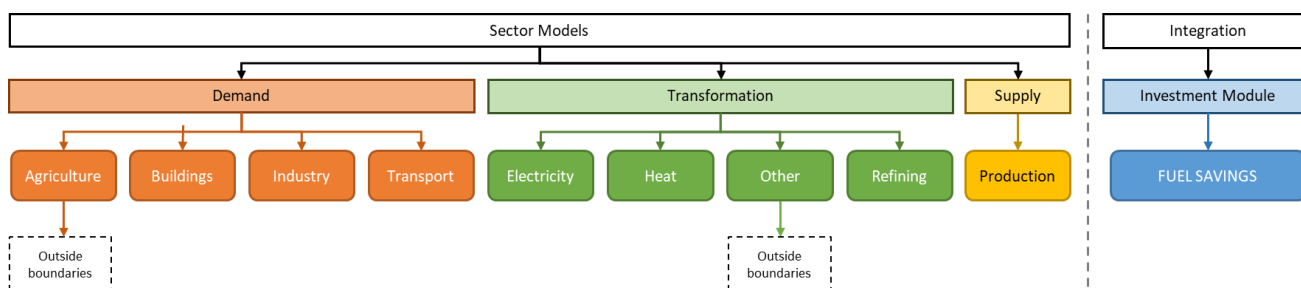 Sector Models
Integration
Demand
Transformation
Supply
Investment Module
Agriculture
Buildings
Industry
Transport
Electricity
Heat
Other
Refining
Production
FUEL SAVINGS
Outside
boundaries
Outside
boundaries